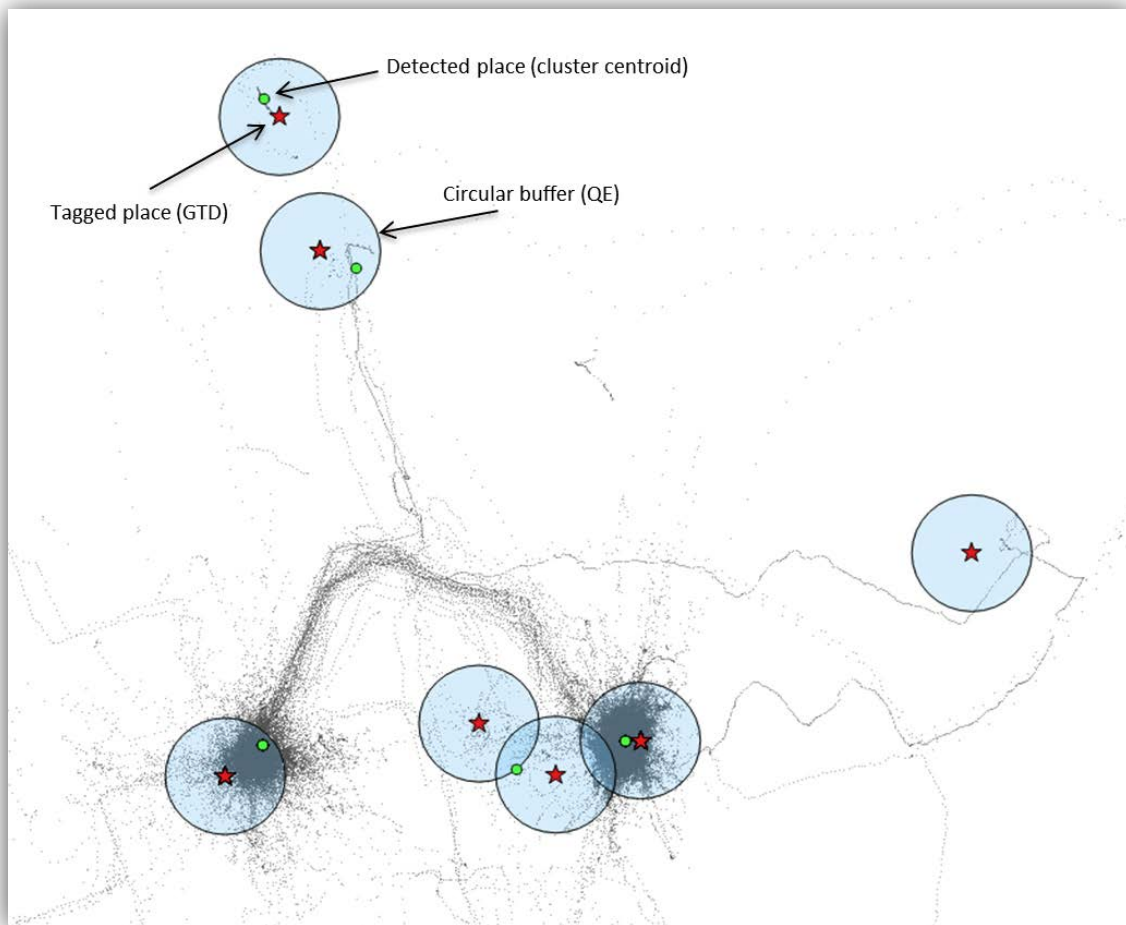 Detected place (cluster centroid)
Circular buffer (QE)
Tagged place (GTD)